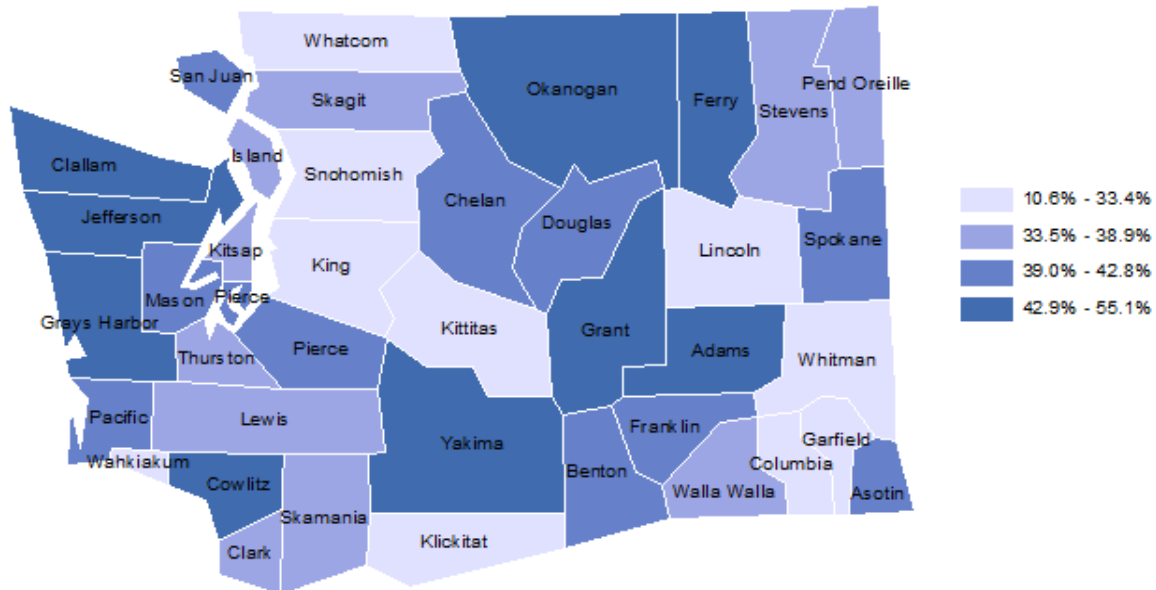 Whatcom
San Juan
Skagit
Okanogan
Ferry
Stevens
Pend Oreille
Island
Clallam
Snohomish
Chelan
Jefferson
Douglas
Kitsap
King
Lincoln
Spokane
Mason
Pierce
Grays Harbor
Kittitas
Grant
Thurston
Pierce
Adams
Whitman
Pacific
Lewis
Yakima
Franklin
Garfield
Wahkiakum
Columbia
Cowlitz
Benton
Walla Walla
Asotin
Skamania
Clark
Klickitat
10.6% - 33.4%
33.5% - 38.9%
39.0% - 42.8%
42.9% - 55.1%